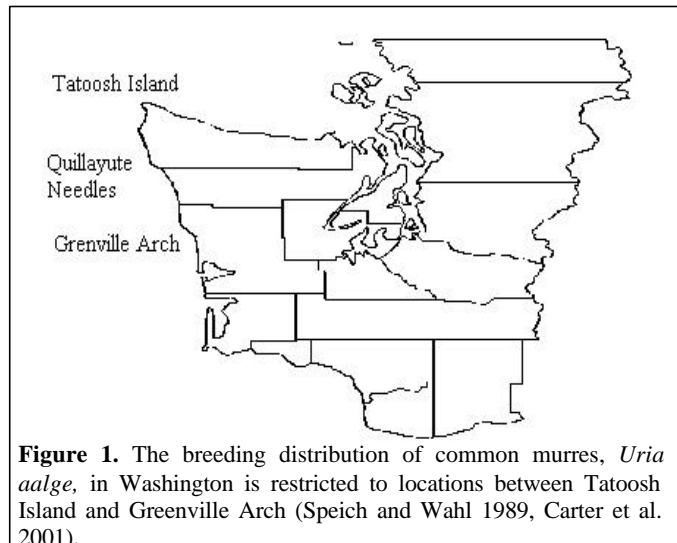 Tatoosh Island
Quillayute
Needles
Grenville Arch
Figure 1. The breeding distribution of common murres, Uria
aalge, in Washington is restricted to locations between Tatoosh
Island and Greenville Arch (Speich and Wahl 1989, Carter et al.
2001).